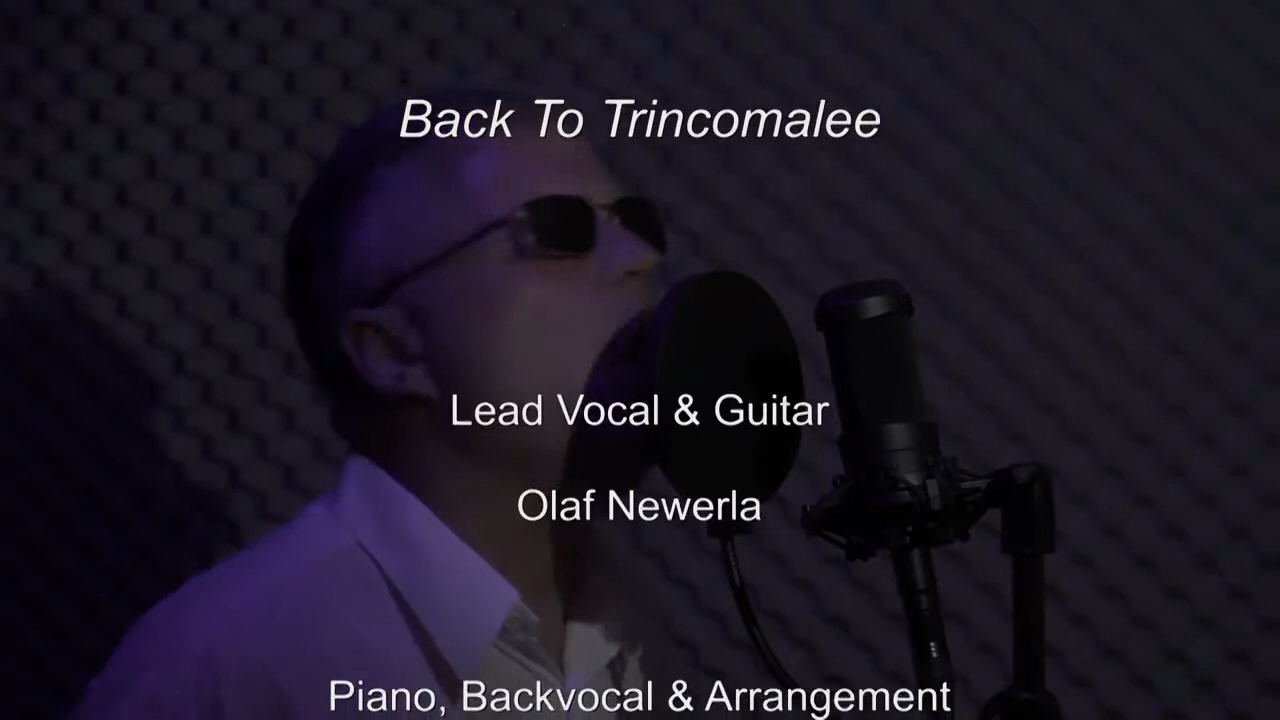 Back To Trincomalee
Lead Vocal & Guitar
Olaf Newerla
Piano, Backvocal & Arrangement